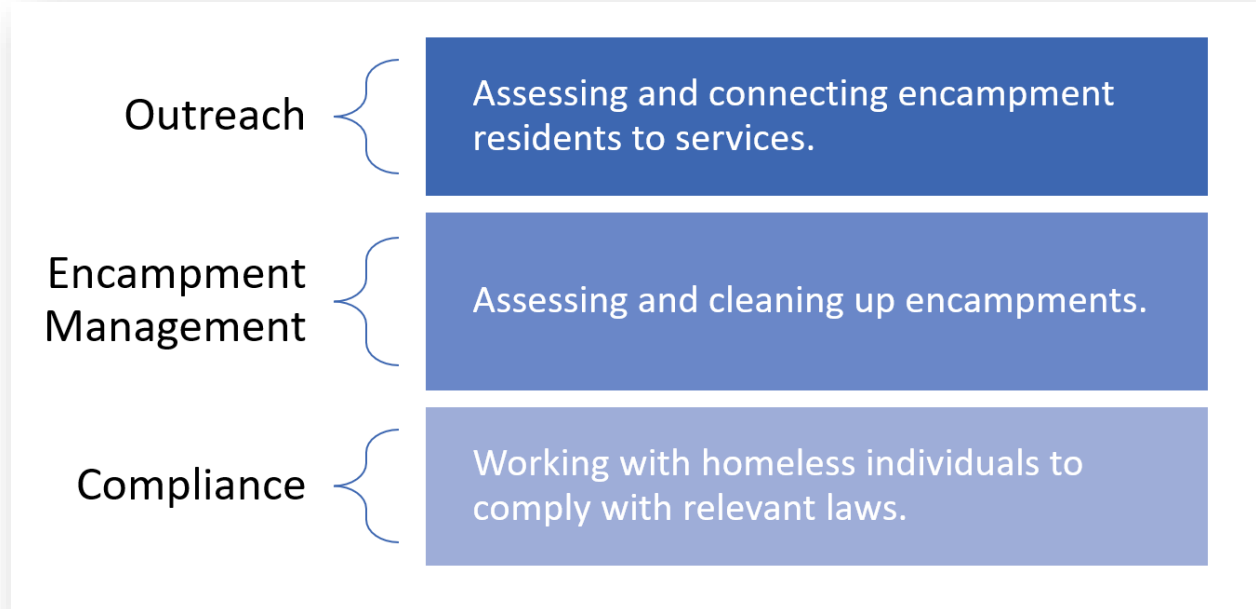 Outreach
Assessing and connecting encampment
residents to services.
Encampment
Management
Assessing and cleaning up encampments.
Compliance
Working with homeless individuals to
comply with relevant laws.